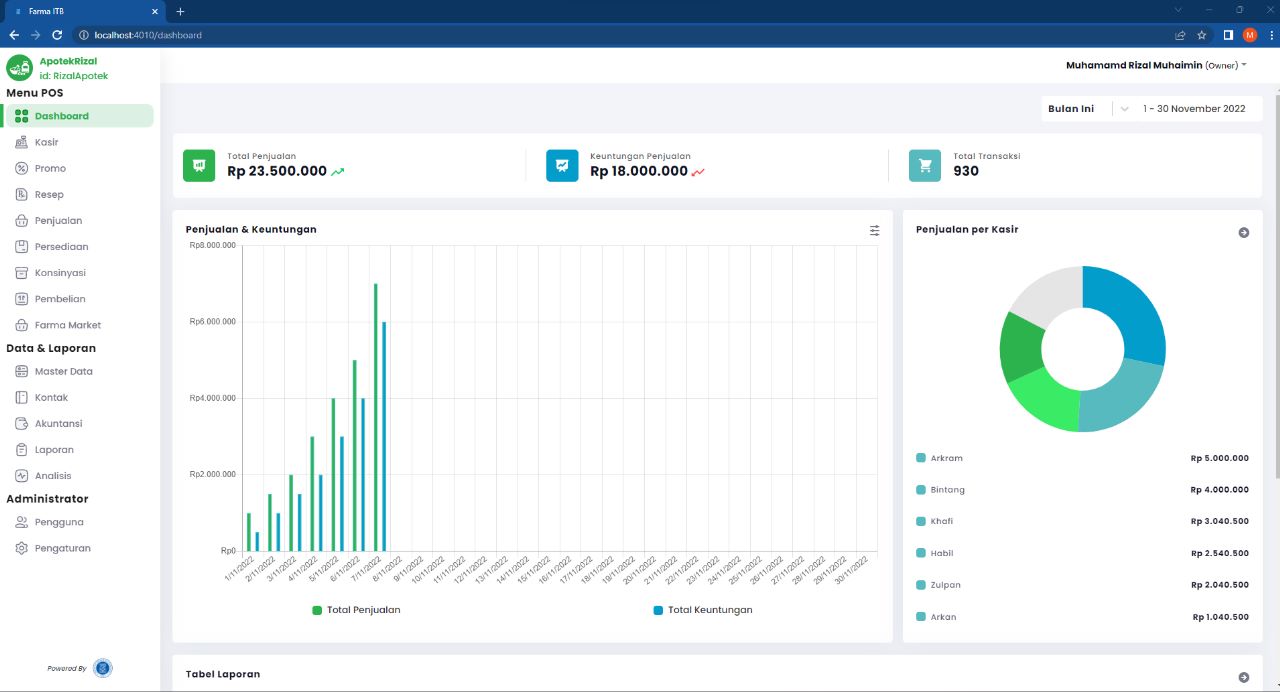 Farma ITB
localhost:4010/dashboard
M
ApotekRizal
id: RizalApotek
Menu POS
Dashboard
Kasir
Promo
Resep
Penjualan
Persediaan
Konsinyasi
Pembelian
Farma Market
Data & Laporan
Master Data
Kontak
Akuntansi
Laporan
Analisis
Administrator
Pengguna
Pengaturan
Powered By
Muhamamd Rizal Muhaimin (Owner)
Bulan Ini 1 - 30 November 2022
Total Penjualan
Rp 23.500.000
Keuntungan Penjualan
Rp 18.000.000
Total Transaksi
930
Penjualan & Keuntungan
Rp8.000.000
Rp6.000.000
Rp4.000.000
Rp2.000.000
Rp0
1/11/2022 2/11/2022 3/11/2022 4/11/2022 5/11/2022 6/11/2022 7/11/2022 8/11/2022 9/11/2022 10/11/2022 11/11/2022 12/11/2022 13/11/2022 14/11/2022 15/11/2022 16/11/2022 17/11/2022 18/11/2022 19/11/2022 20/11/2022 21/11/2022 22/11/2022 23/11/2022 24/11/2022 25/11/2022 26/11/2022 27/11/2022 28/11/2022 29/11/2022 30/11/2022
Total Penjualan Total Keuntungan
Penjualan per Kasir
Arkram Rp 5.000.000
Bintang Rp 4.000.000
Khafi Rp 3.040.500
Habil Rp 2.540.500
Zulpan Rp 2.040.500
Arkan Rp 1.040.500
Tabel Laporan